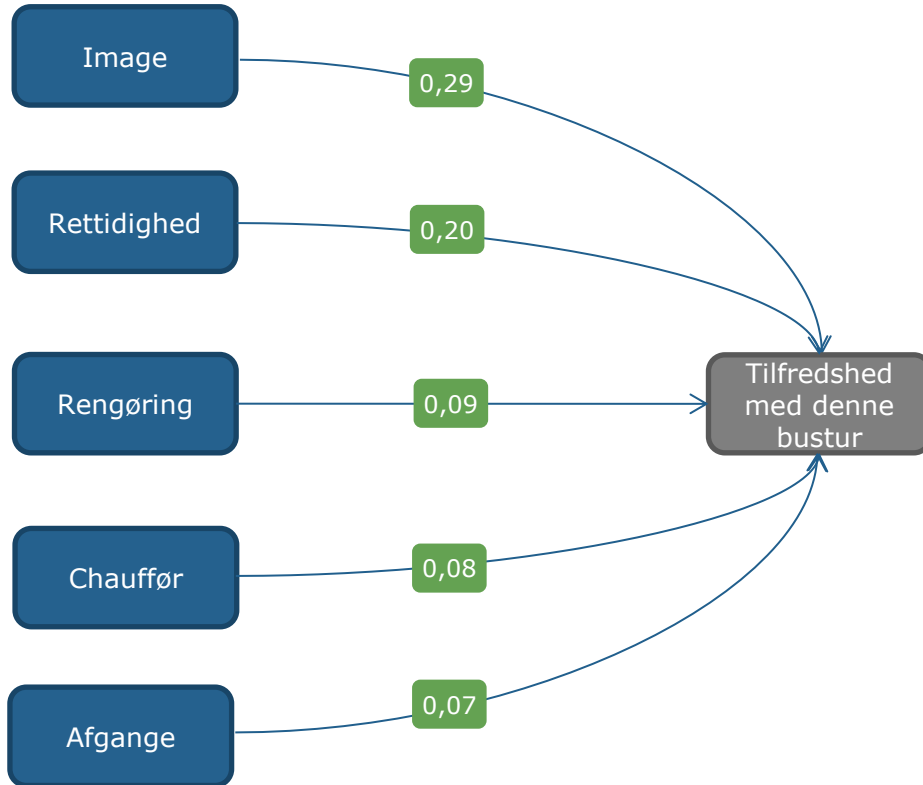 Image
0,29
Rettidighed
0,20
Rengøring
0,09
Tilfredshed
med denne
bustur
Chauffør
0,08
Afgange
0,07